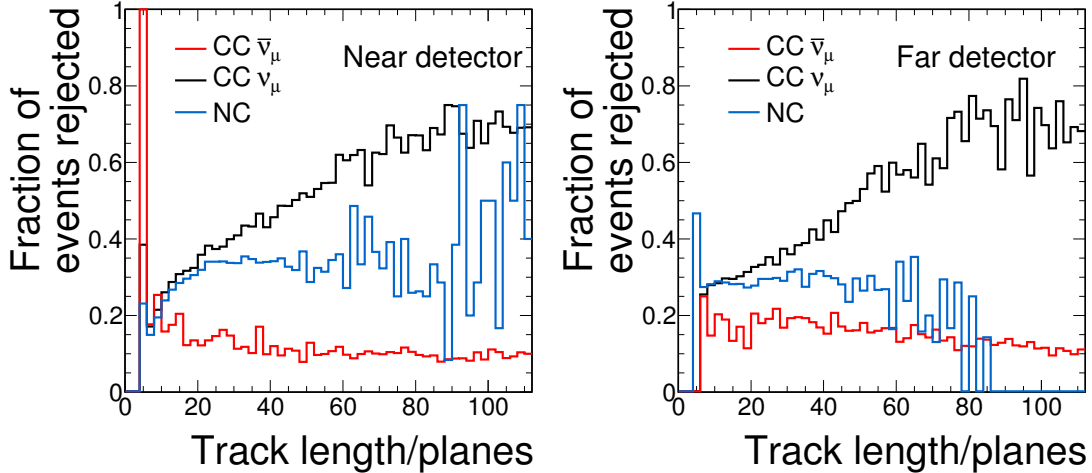 Fraction of
events rejected
1
0.8
0.6
0.4
0.2
0
CC ν̅μ
CC νμ
NC
Near detector
0 20 40 60 80 100
Track length/planes
Fraction of
events rejected
1
0.8
0.6
0.4
0.2
0
CC ν̅μ
CC νμ
NC
Far detector
0 20 40 60 80 100
Track length/planes